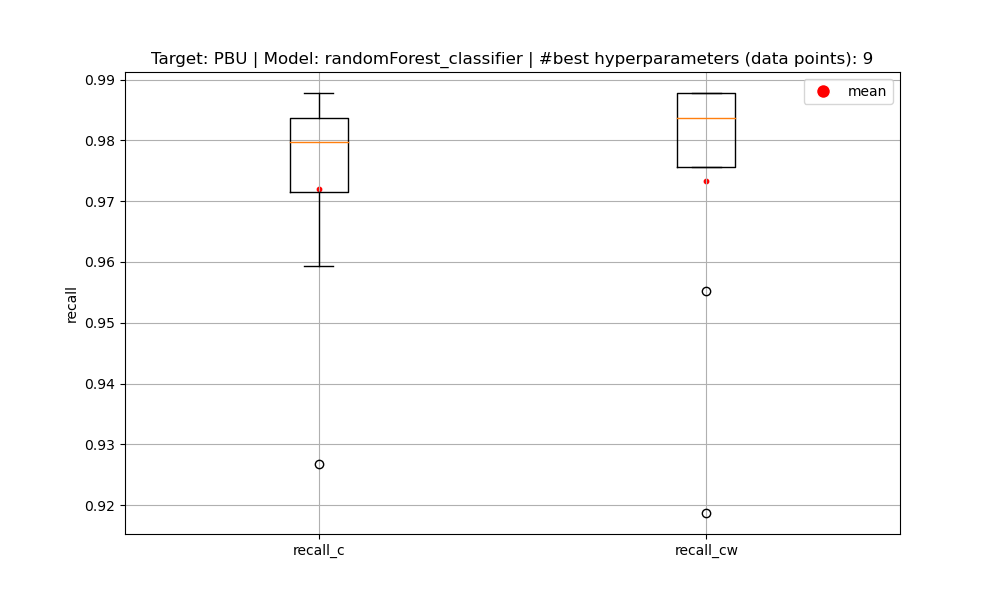 Target: PBU | Model: randomForest_classifier | #best hyperparameters (data points): 9
mean
0.99
0.98
0.97
0.96
0.95
0.94
0.93
0.92
recall
recall_c
recall_cw